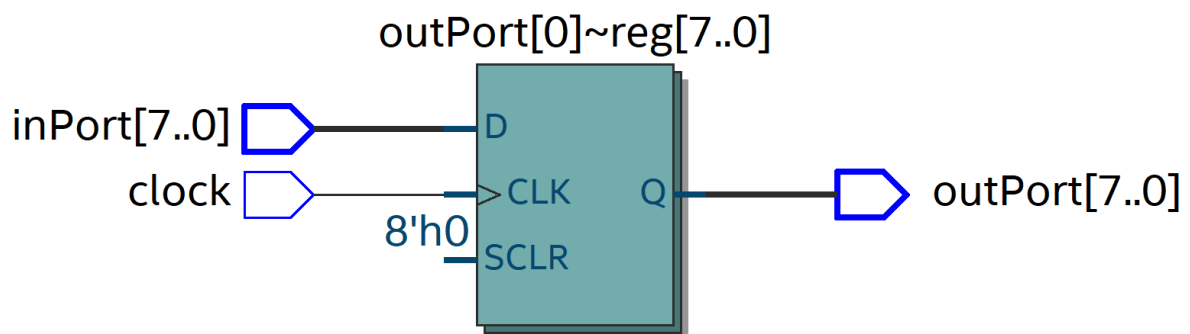 outPort[0]~reg[7..0]
inPort[7..0]
D
clock
CLK
Q
outPort[7..0]
8'h0
SCLR